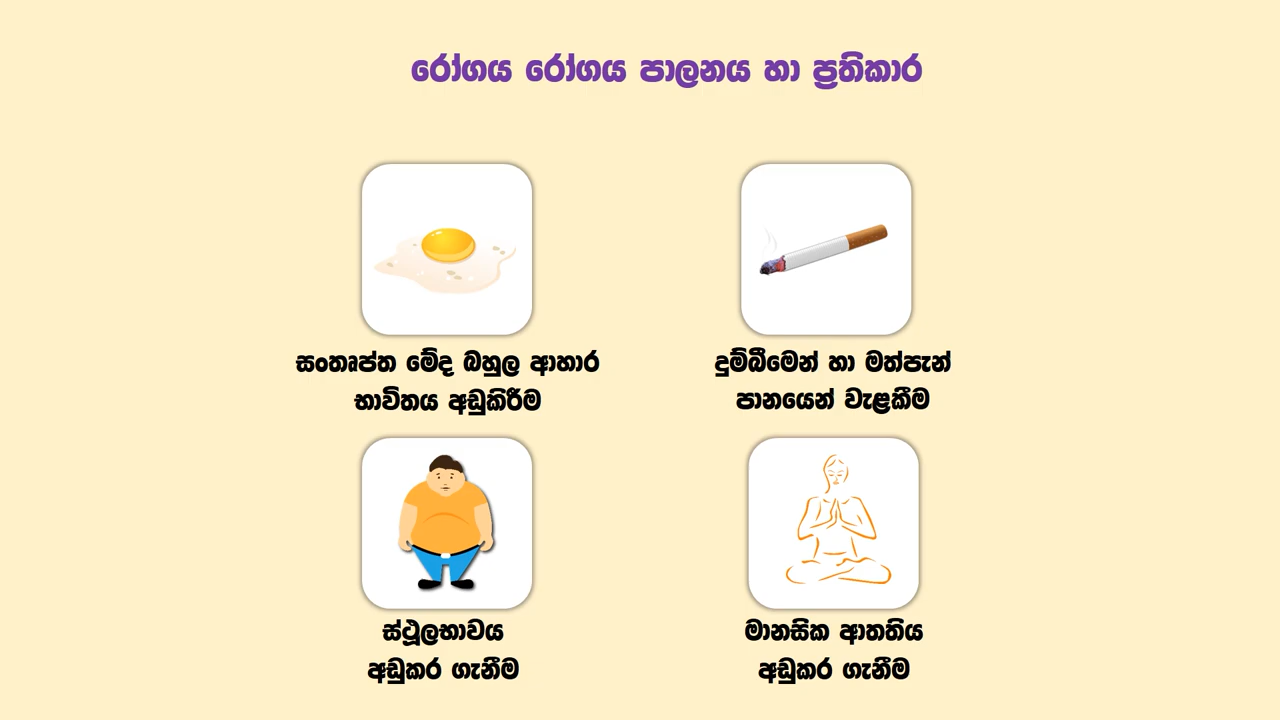 රෝගය රෝගය පාලනය හා ප්‍රතිකාර
සංතෘප්ත මේද බහුල ආහාර
භාවිතය අඩුකිරීම
දුම්බීමෙන් හා මත්පැන්
පානයෙන් වැළකීම
ස්ථූලභාවය
අඩුකර ගැනීම
මානසික ආතතිය
අඩුකර ගැනීම